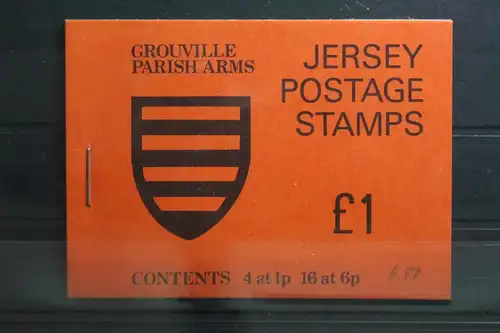 GROUVILLE
PARISH ARMS
JERSEY
POSTAGE
STAMPS
£1
CONTENTS 4 at 1p 16 at 6p